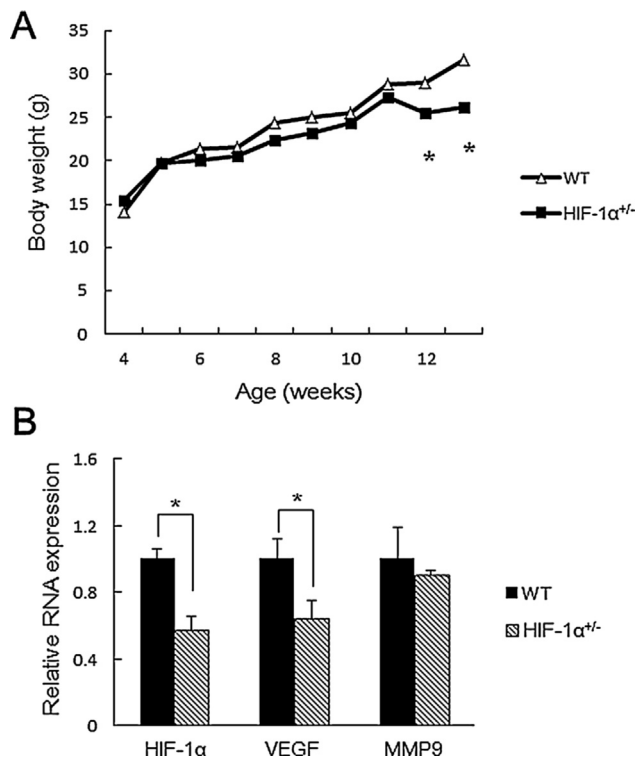 A
Body weight (g)
35
30
25
20
15
10
5
0
4 6 8 10 12
Age (weeks)
* *
WT
HIF-1α+/-
B
Relative RNA expression
1.6
1.2
0.8
0.4
0
* *
HIF-1α VEGF MMP9
WT
HIF-1α+/-